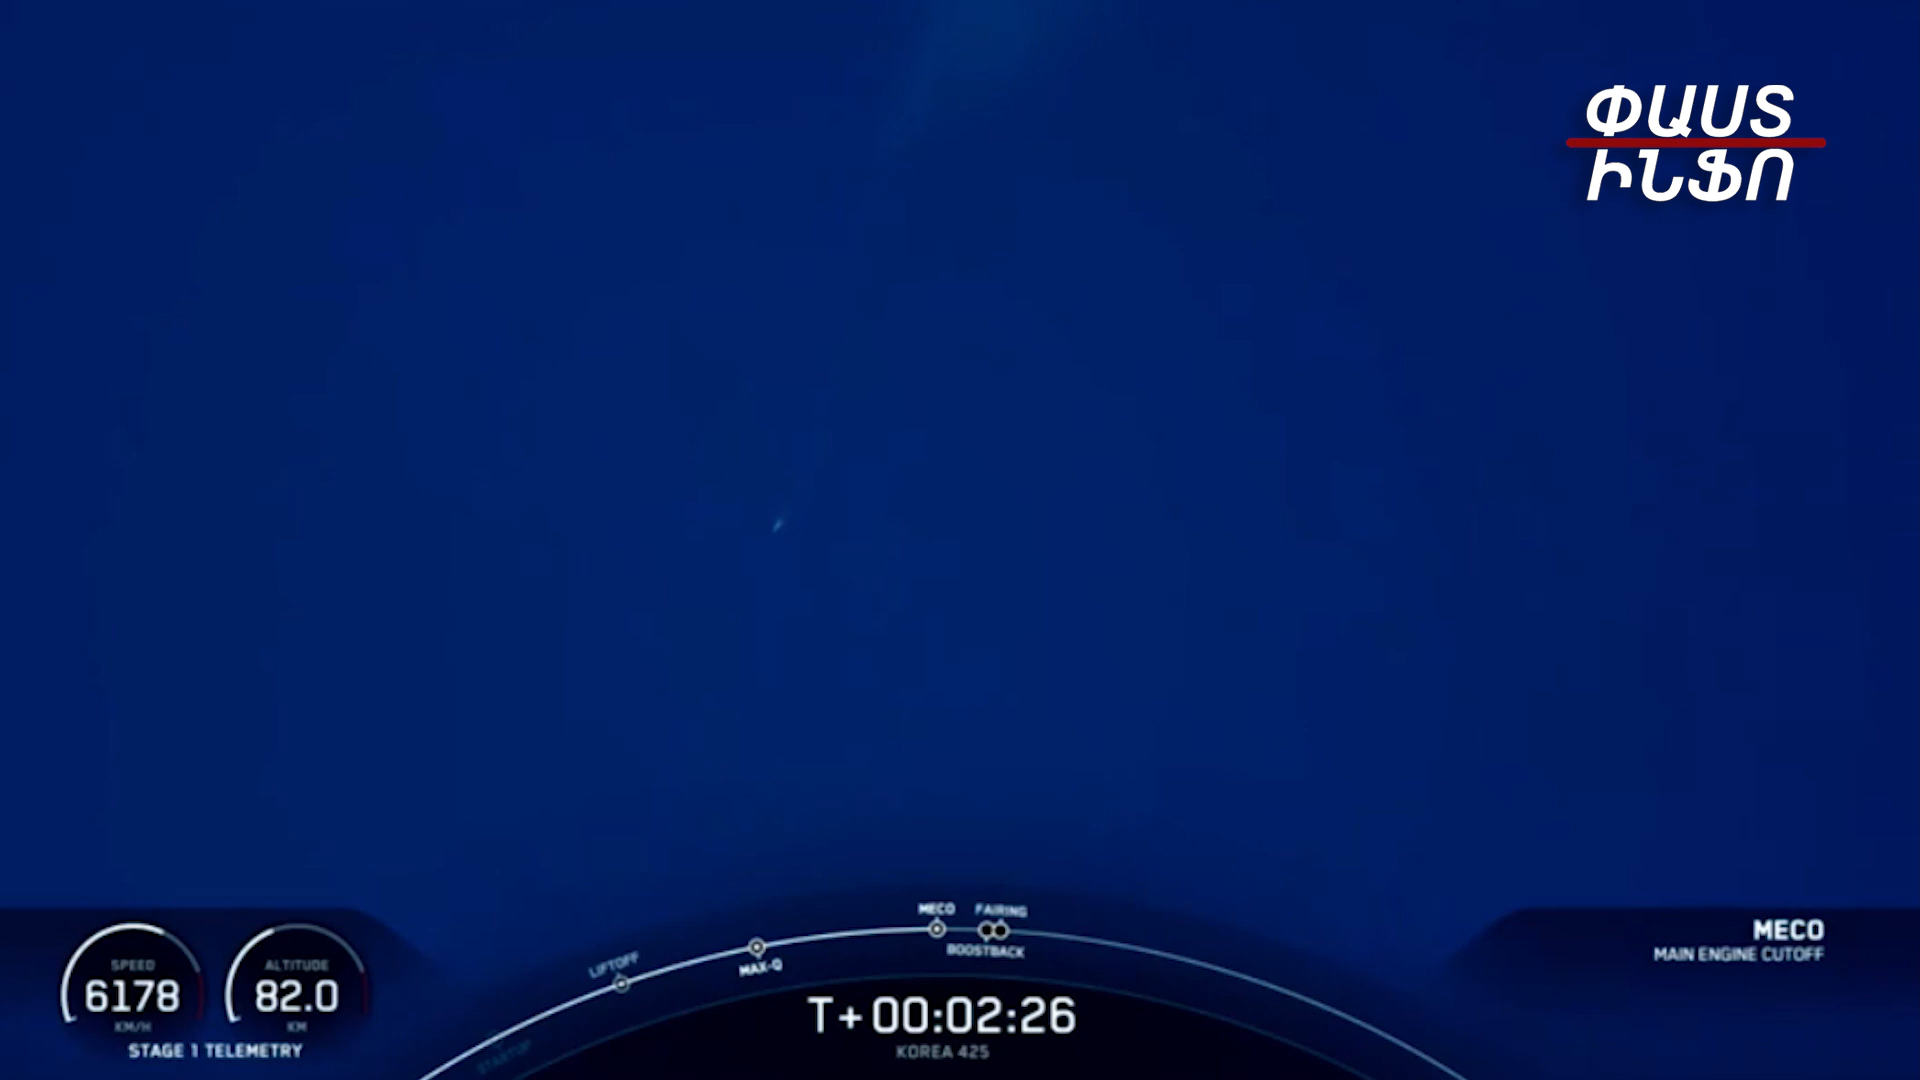 ՓԱՍՏ
ԻՆՖՈ
MECO
FAIRING
LIFTOFF
MAX-Q
BOOSTBACK
STARTUP
SPEED
6178
KM/H
ALTITUDE
82.0
KM
STAGE 1 TELEMETRY
T+00:02:26
KOREA 425
MECO
MAIN ENGINE CUTOFF